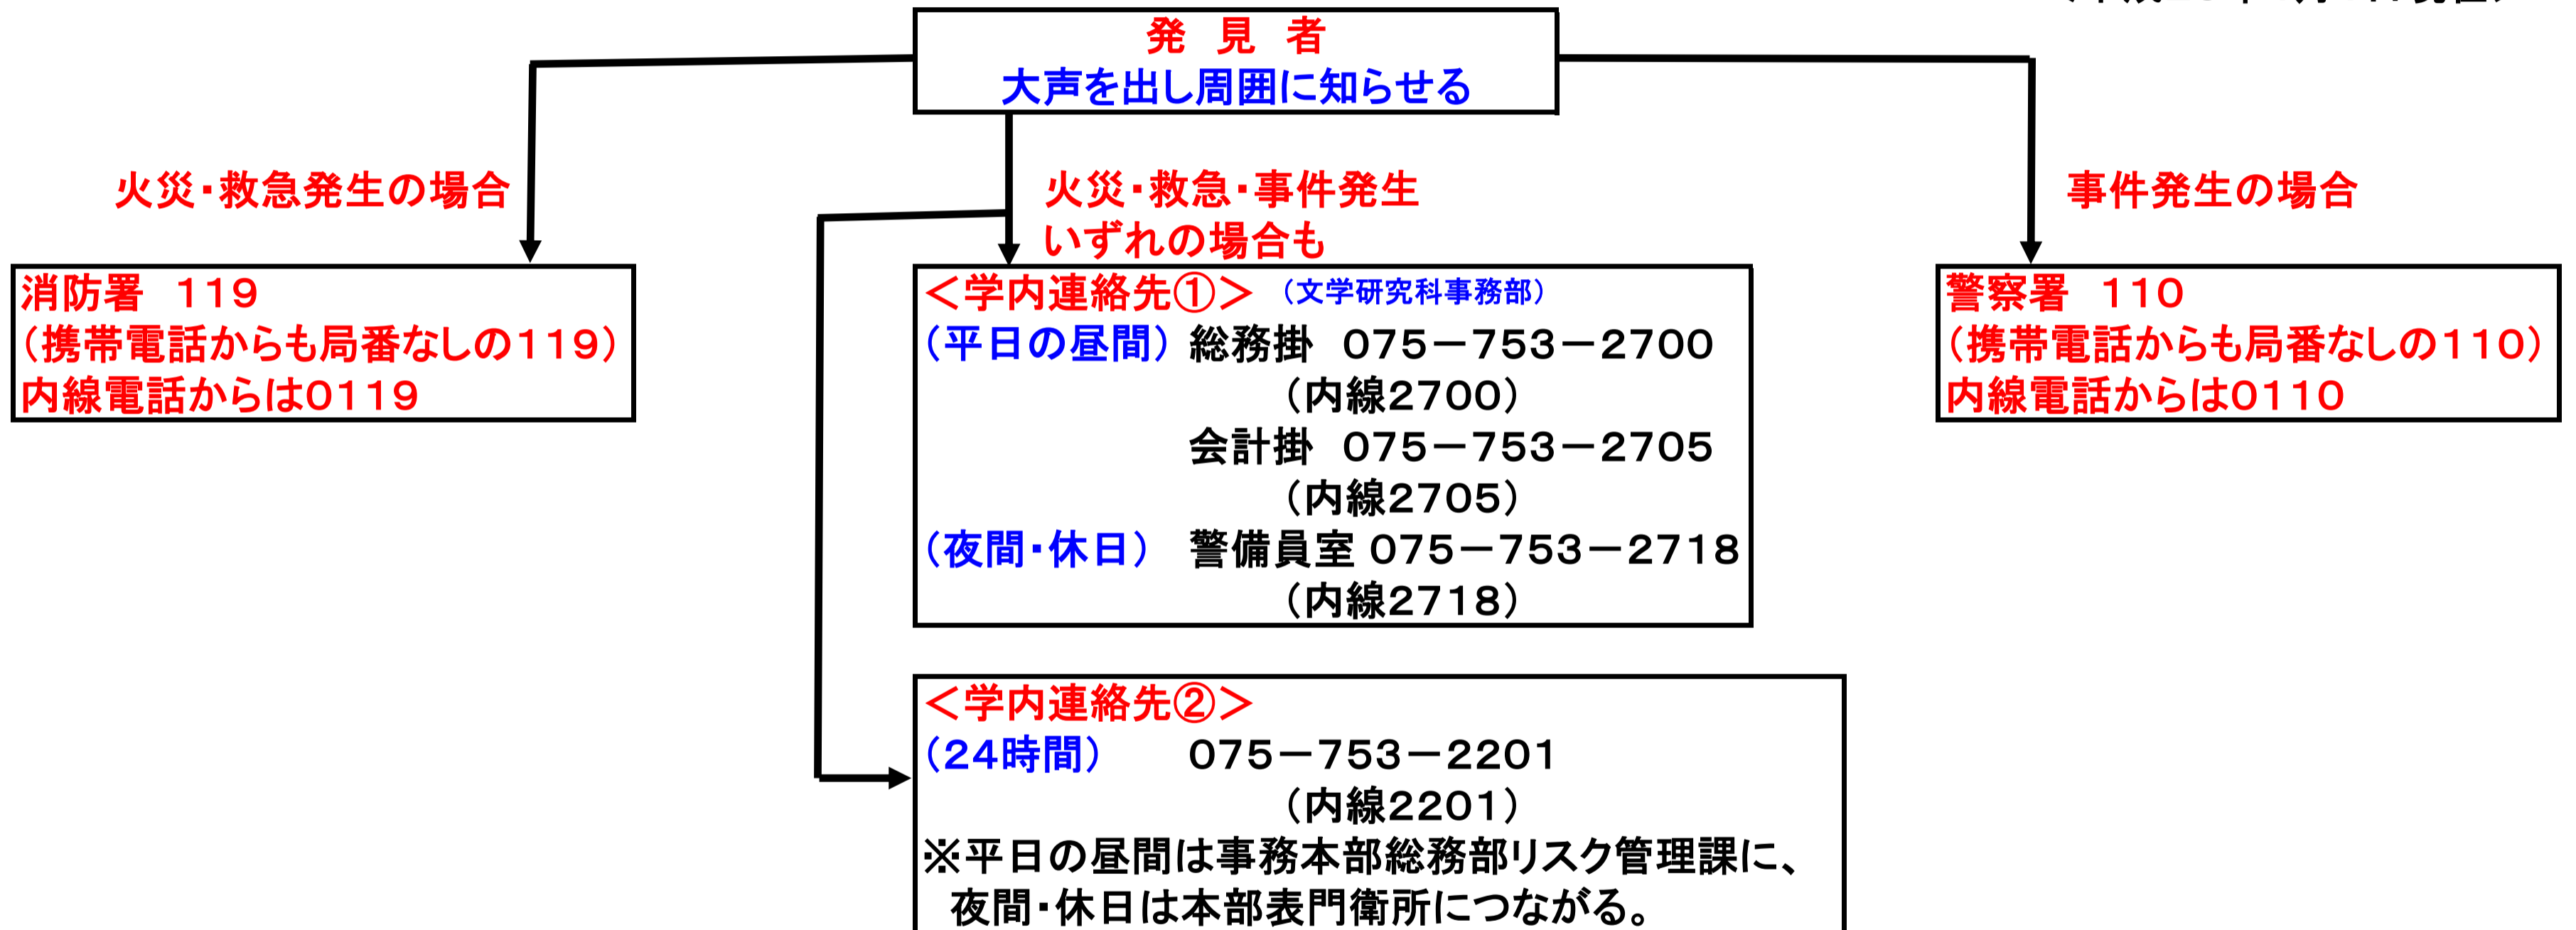 発　見　者
大声を出し周囲に知らせる
火災・救急発生の場合
火災・救急・事件発生
いずれの場合も
事件発生の場合
消防署　１１９
（携帯電話からも局番なしの１１９）
内線電話からは０１１９
＜学内連絡先①＞　（文学研究科事務部）
（平日の昼間）　総務掛　０７５－７５３－２７００
（内線２７００）
会計掛　０７５－７５３－２７０５
（内線２７０５）
（夜間・休日）　警備員室　０７５－７５３－２７１８
（内線２７１８）
警察署　１１０
（携帯電話からも局番なしの１１０）
内線電話からは０１１０
＜学内連絡先②＞
（２４時間）　０７５－７５３－２２０１
（内線２２０１）
※平日の昼間は事務本部総務部リスク管理課に、
夜間・休日は本部表門衛所につながる。